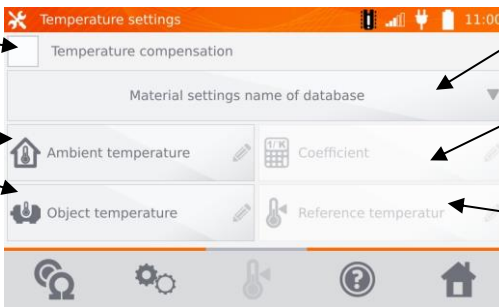 Temperature settings 11:00
Temperature compensation
Material settings name of database
Ambient temperature
1/K
Coefficient
Object temperature
Reference temperatur